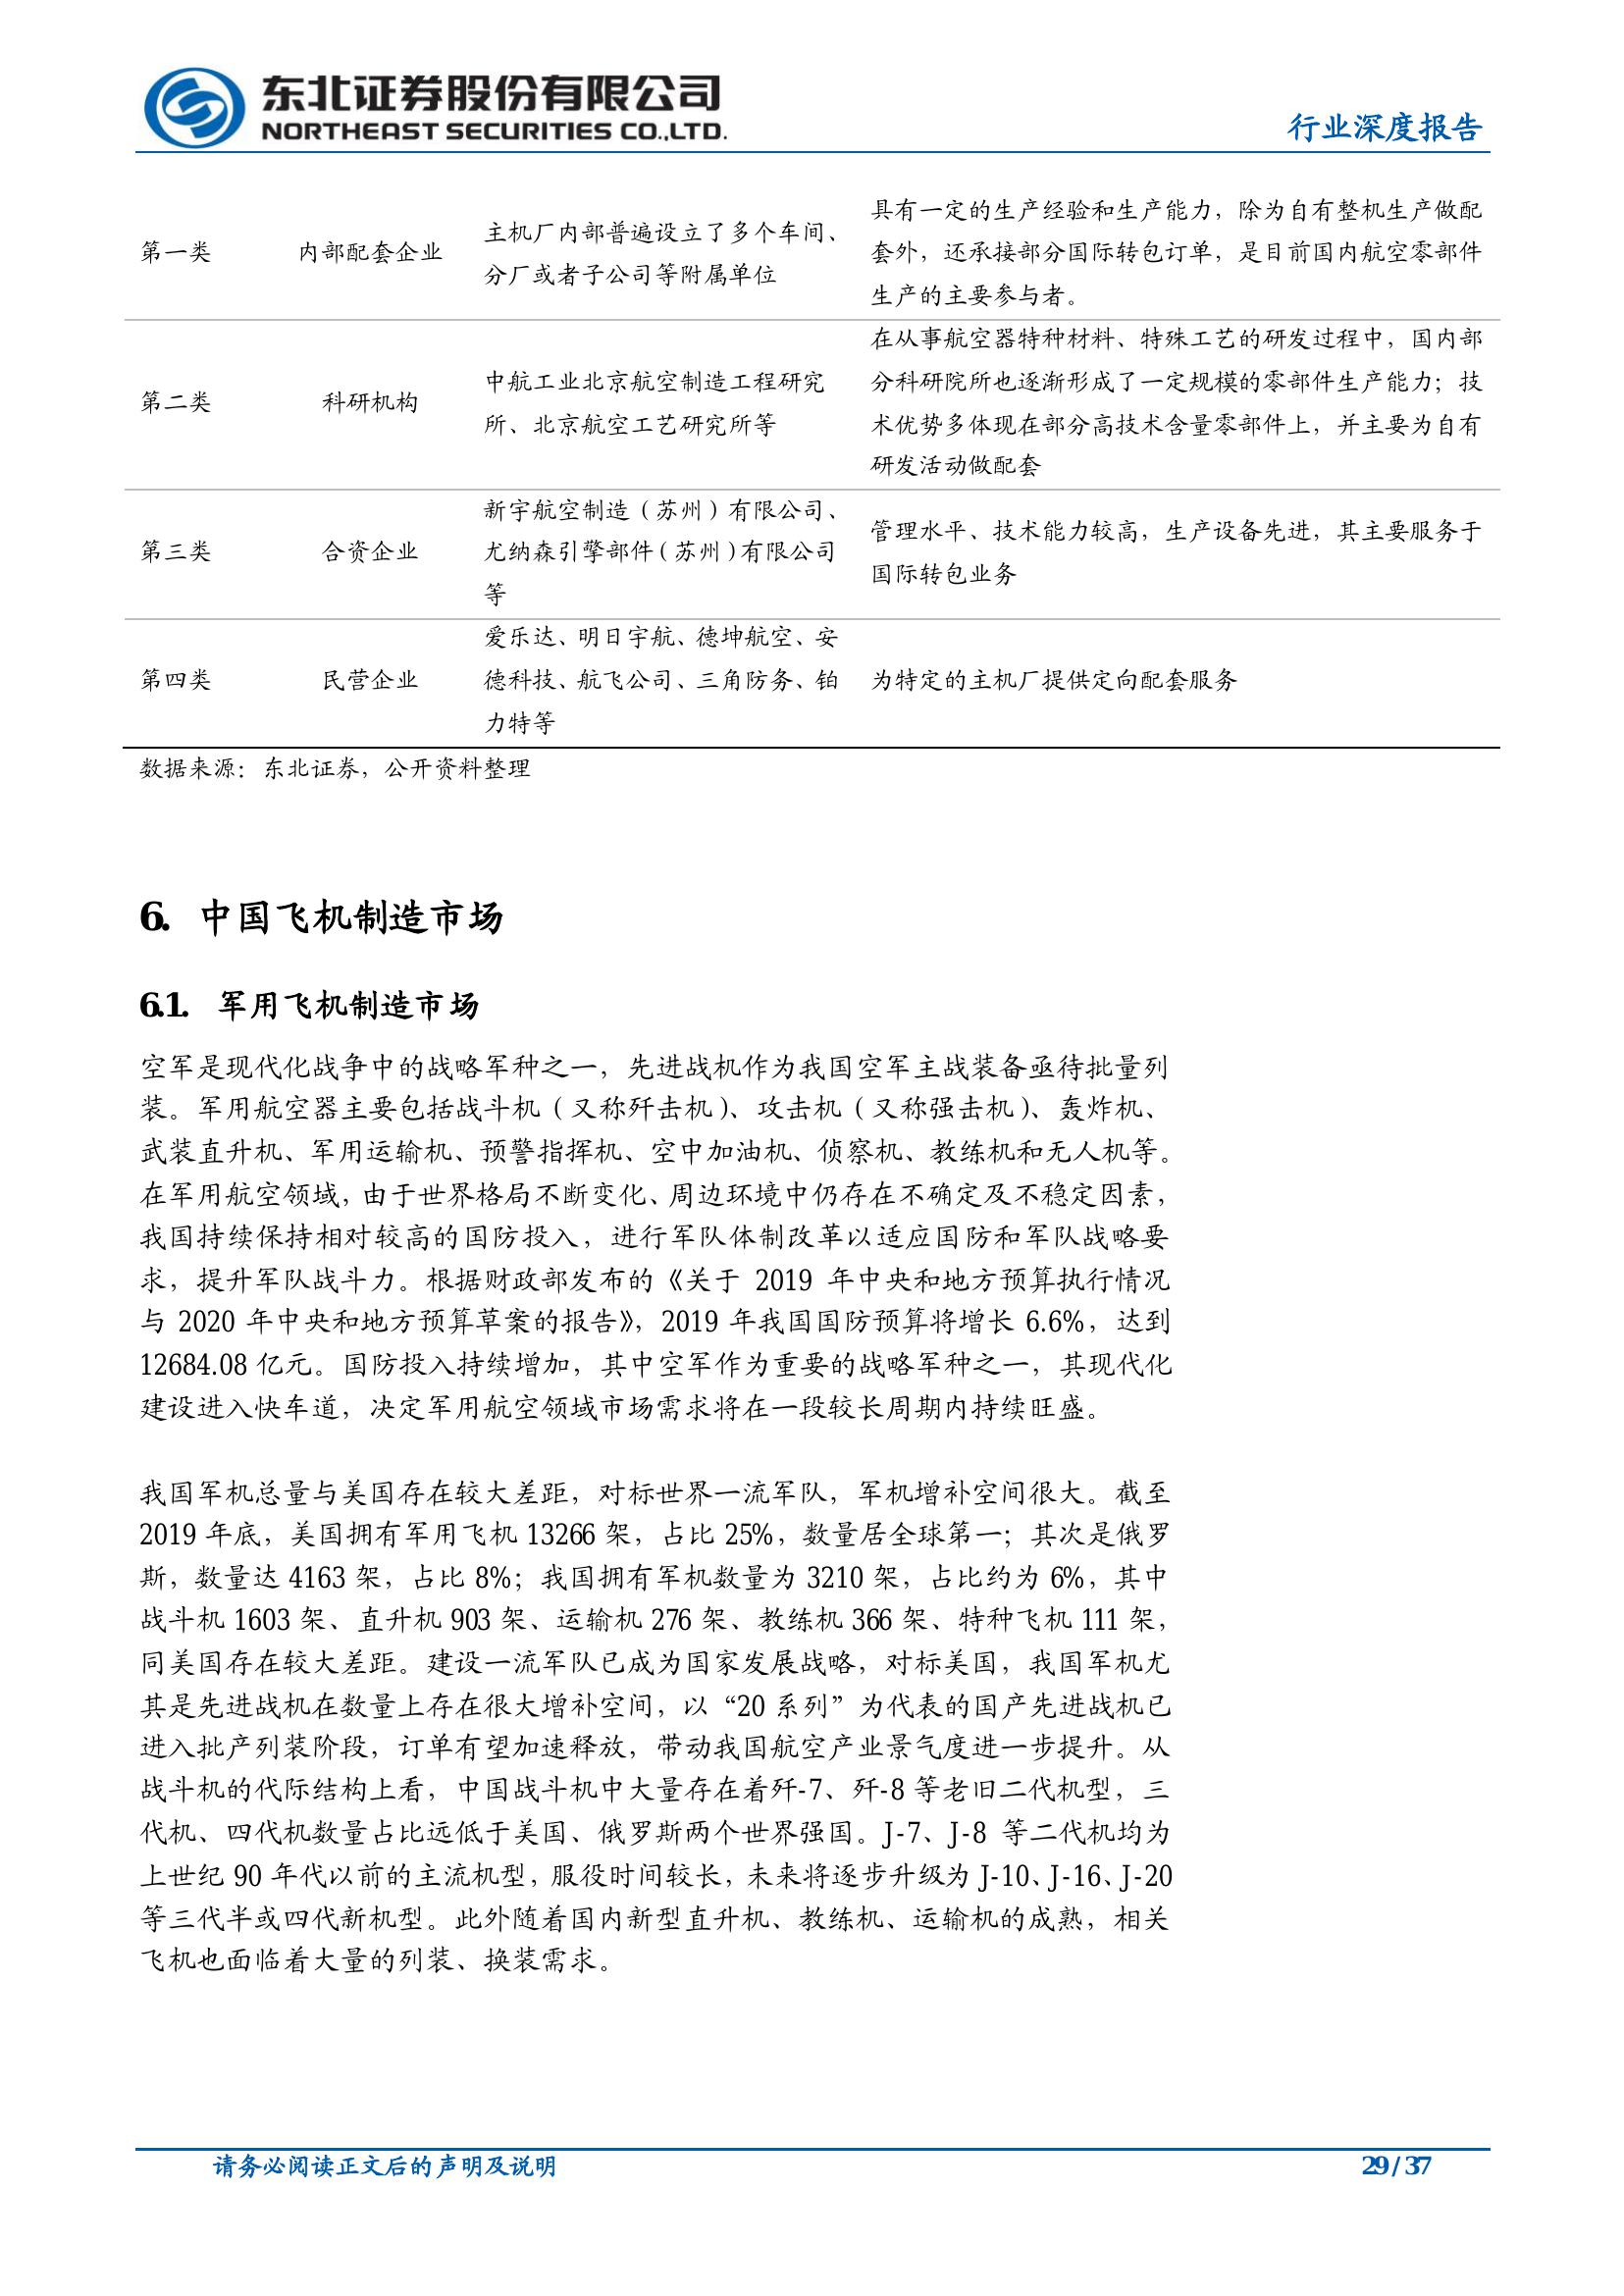 东北证券股份有限公司
NORTHEAST SECURITIES CO.,LTD.
行业深度报告
第一类
内部配套企业
主机厂内部普遍设立了多个车间、
分厂或者子公司等附属单位
具有一定的生产经验和生产能力，除为自有整机生产做配
套外，还承接部分国际转包订单，是目前国内航空零部件
生产的主要参与者。
第二类
科研机构
中航工业北京航空制造工程研究
所、北京航空工艺研究所等
在从事航空器特种材料、特殊工艺的研发过程中，国内部
分科研院所也逐渐形成了一定规模的零部件生产能力；技
术优势多体现在部分高技术含量零部件上，并主要为自有
研发活动做配套
第三类
合资企业
新宇航空制造（苏州）有限公司、
尤纳森引擎部件（苏州）有限公司
等
管理水平、技术能力较高，生产设备先进，其主要服务于
国际转包业务
第四类
民营企业
爱乐达、明日宇航、德坤航空、安
德科技、航飞公司、三角防务、铂
力特等
为特定的主机厂提供定向配套服务
数据来源：东北证券，公开资料整理
6. 中国飞机制造市场
6.1. 军用飞机制造市场
空军是现代化战争中的战略军种之一，先进战机作为我国空军主战装备亟待批量列
装。军用航空器主要包括战斗机（又称歼击机）、攻击机（又称强击机）、轰炸机、
武装直升机、军用运输机、预警指挥机、空中加油机、侦察机、教练机和无人机等。
在军用航空领域，由于世界格局不断变化、周边环境中仍存在不确定及不稳定因素，
我国持续保持相对较高的国防投入，进行军队体制改革以适应国防和军队战略要
求，提升军队战斗力。根据财政部发布的《关于 2019 年中央和地方预算执行情况
与 2020 年中央和地方预算草案的报告》，2019 年我国国防预算将增长 6.6%，达到
12684.08 亿元。国防投入持续增加，其中空军作为重要的战略军种之一，其现代化
建设进入快车道，决定军用航空领域市场需求将在一段较长周期内持续旺盛。
我国军机总量与美国存在较大差距，对标世界一流军队，军机增补空间很大。截至
2019 年底，美国拥有军用飞机 13266 架，占比 25%，数量居全球第一；其次是俄罗
斯，数量达 4163 架，占比 8%；我国拥有军机数量为 3210 架，占比约为 6%，其中
战斗机 1603 架、直升机 903 架、运输机 276 架、教练机 366 架、特种飞机 111 架，
同美国存在较大差距。建设一流军队已成为国家发展战略，对标美国，我国军机尤
其是先进战机在数量上存在很大增补空间，以“20 系列”为代表的国产先进战机已
进入批产列装阶段，订单有望加速释放，带动我国航空产业景气度进一步提升。从
战斗机的代际结构上看，中国战斗机中大量存在着歼-7、歼-8 等老旧二代机型，三
代机、四代机数量占比远低于美国、俄罗斯两个世界强国。J-7、J-8 等二代机均为
上世纪 90 年代以前的主流机型，服役时间较长，未来将逐步升级为 J-10、J-16、J-20
等三代半或四代新机型。此外随着国内新型直升机、教练机、运输机的成熟，相关
飞机也面临着大量的列装、换装需求。
请务必阅读正文后的声明及说明
29 / 37